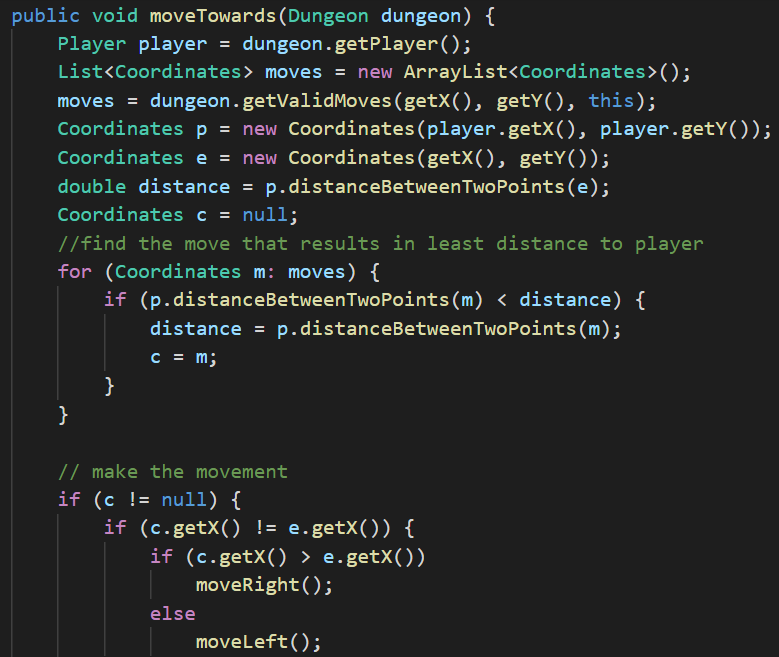 public void moveTowards(Dungeon dungeon) {
    Player player = dungeon.getPlayer();
    List<Coordinates> moves = new ArrayList<Coordinates>();
    moves = dungeon.getValidMoves(getX(), getY(), this);
    Coordinates p = new Coordinates(player.getX(), player.getY());
    Coordinates e = new Coordinates(getX(), getY());
    double distance = p.distanceBetweenTwoPoints(e);
    Coordinates c = null;
    //find the move that results in least distance to player
    for (Coordinates m: moves) {
        if (p.distanceBetweenTwoPoints(m) < distance) {
            distance = p.distanceBetweenTwoPoints(m);
            c = m;
        }
    }

    // make the movement
    if (c != null) {
        if (c.getX() != e.getX()) {
            if (c.getX() > e.getX())
                moveRight();
            else
                moveLeft();